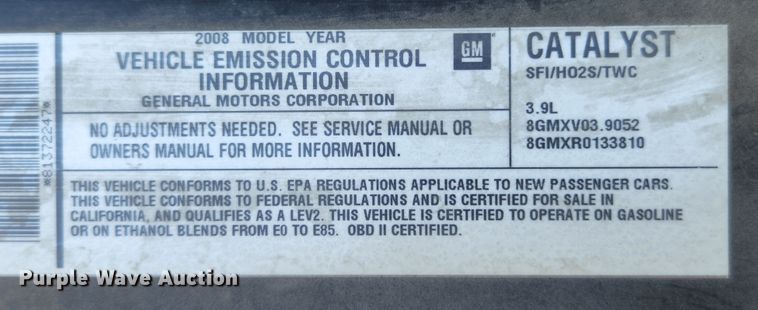 2008 MODEL YEAR
VEHICLE EMISSION CONTROL
INFORMATION
GENERAL MOTORS CORPORATION
GM
CATALYST
SFI/HO2S/TWC
3.9L
8GMXV03.9052
8GMXR0133810
NO ADJUSTMENTS NEEDED. SEE SERVICE MANUAL OR
OWNERS MANUAL FOR MORE INFORMATION.
*81372247*
THIS VEHICLE CONFORMS TO U.S. EPA REGULATIONS APPLICABLE TO NEW PASSENGER CARS.
THIS VEHICLE CONFORMS TO FEDERAL REGULATIONS AND IS CERTIFIED FOR SALE IN
CALIFORNIA, AND QUALIFIES AS A LEV2. THIS VEHICLE IS CERTIFIED TO OPERATE ON GASOLINE
OR ON ETHANOL BLENDS FROM E0 TO E85. OBD II CERTIFIED.
Purple Wave Auction